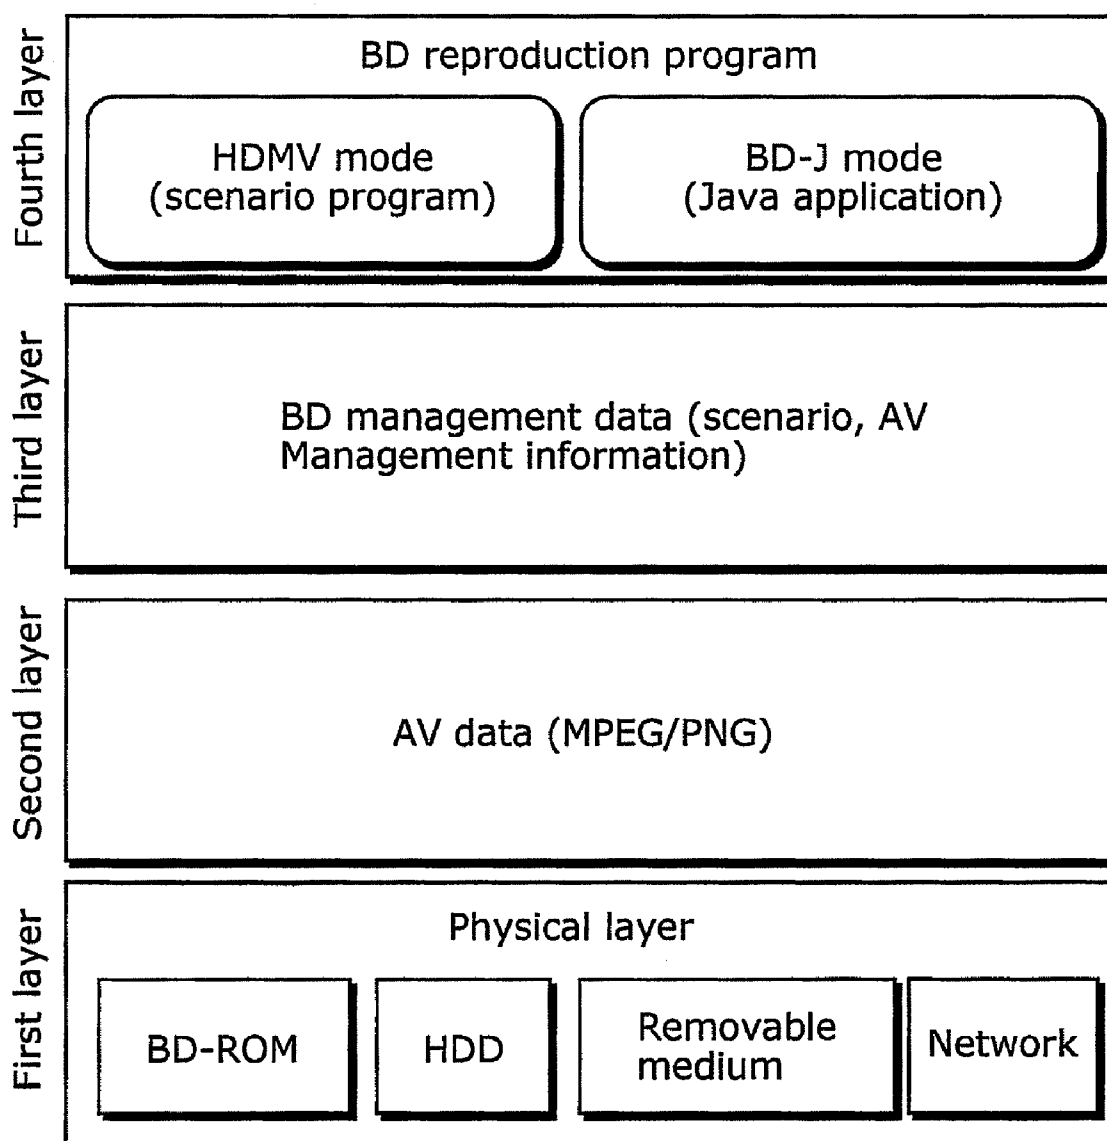 Fourth layer
BD reproduction program
HDMV mode
(scenario program)
BD-J mode
(Java application)
Third layer
BD management data (scenario, AV
Management information)
Second layer
AV data (MPEG/PNG)
First layer
Physical layer
BD-ROM
HDD
Removable
medium
Network